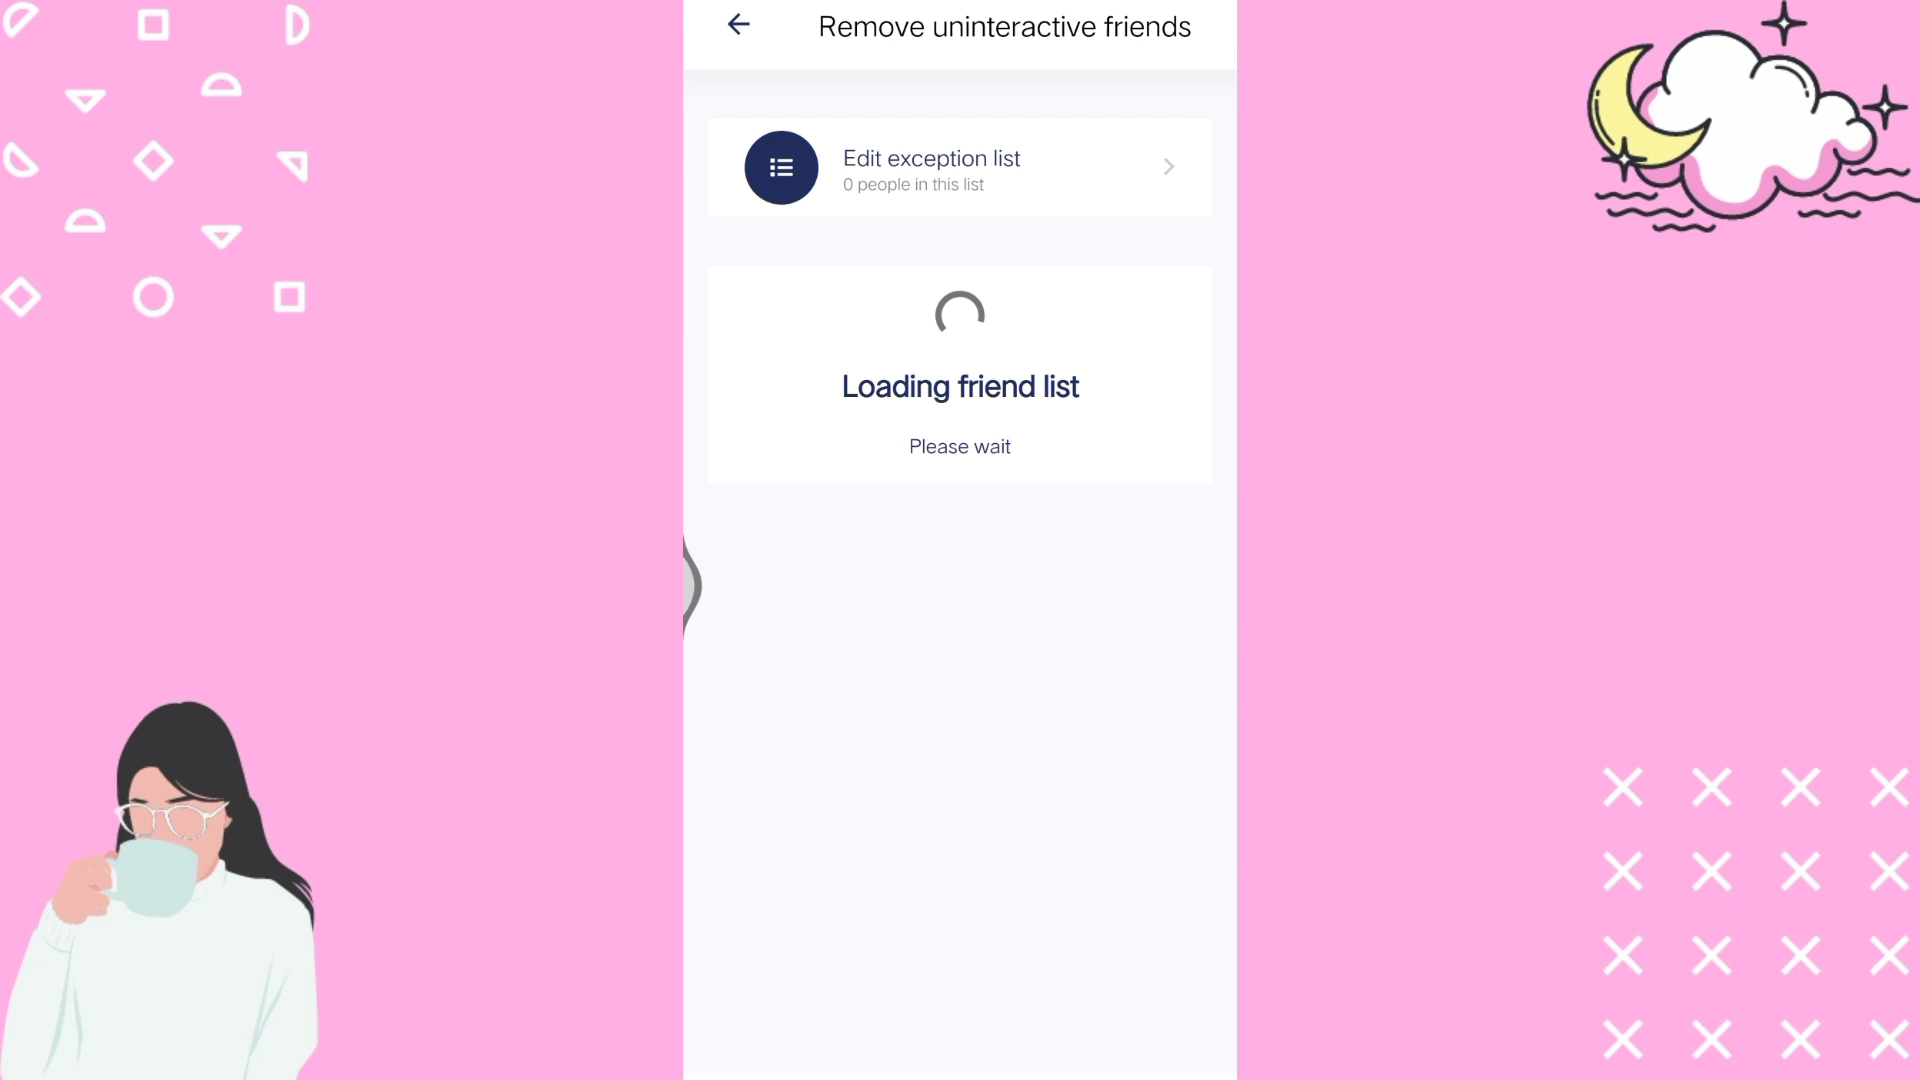 Remove uninteractive friends
Edit exception list
0 people in this list
Loading friend list
Please wait